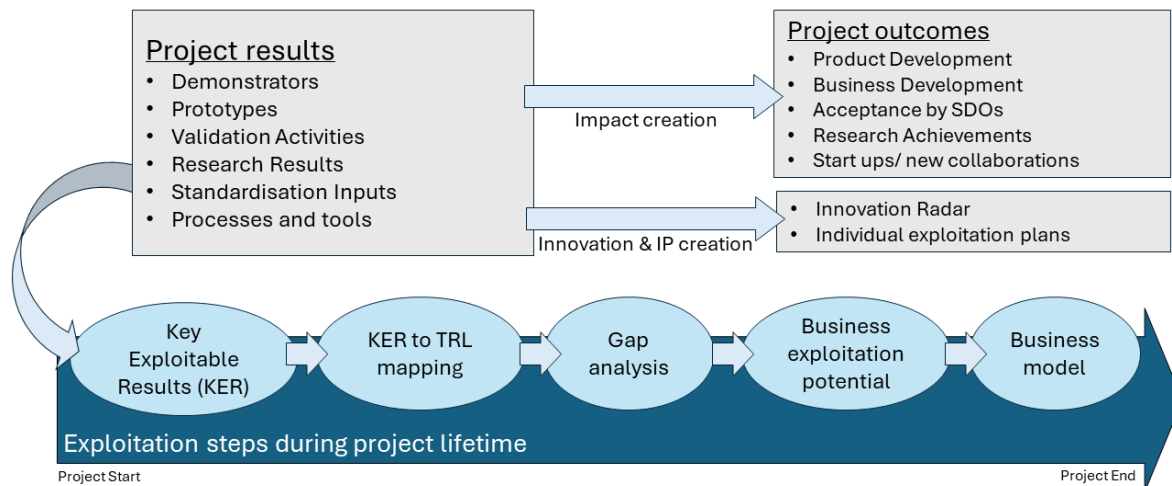 Project results
• Demonstrators
• Prototypes
• Validation Activities
• Research Results
• Standardisation Inputs
• Processes and tools
Impact creation
Innovation & IP creation
Project outcomes
• Product Development
• Business Development
• Acceptance by SDOs
• Research Achievements
• Start ups/ new collaborations
• Innovation Radar
• Individual exploitation plans
Key
Exploitable
Results (KER)
KER to TRL
mapping
Gap
analysis
Business
exploitation
potential
Business
model
Exploitation steps during project lifetime
Project Start
Project End